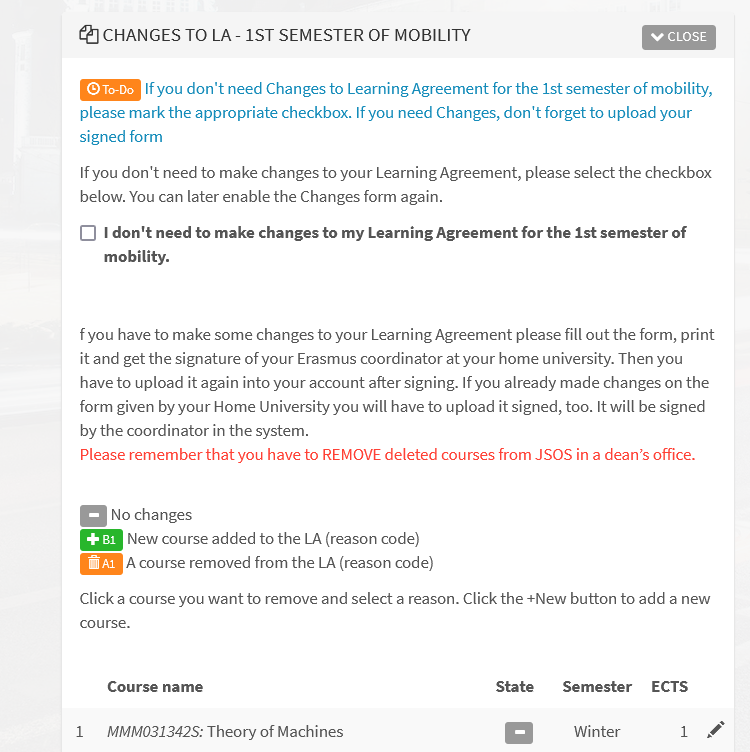 CHANGES TO LA - 1ST SEMESTER OF MOBILITY
CLOSE
To-Do If you don't need Changes to Learning Agreement for the 1st semester of mobility,
please mark the appropriate checkbox. If you need Changes, don't forget to upload your
signed form
If you don't need to make changes to your Learning Agreement, please select the checkbox
below. You can later enable the Changes form again.
I don't need to make changes to my Learning Agreement for the 1st semester of
mobility.
f you have to make some changes to your Learning Agreement please fill out the form, print
it and get the signature of your Erasmus coordinator at your home university. Then you
have to upload it again into your account after signing. If you already made changes on the
form given by your Home University you will have to upload it signed, too. It will be signed
by the coordinator in the system.
Please remember that you have to REMOVE deleted courses from JSOS in a dean’s office.
No changes
B1 New course added to the LA (reason code)
A1 A course removed from the LA (reason code)
Click a course you want to remove and select a reason. Click the +New button to add a new
course.
Course name State Semester ECTS
1 MMM031342S: Theory of Machines Winter 1